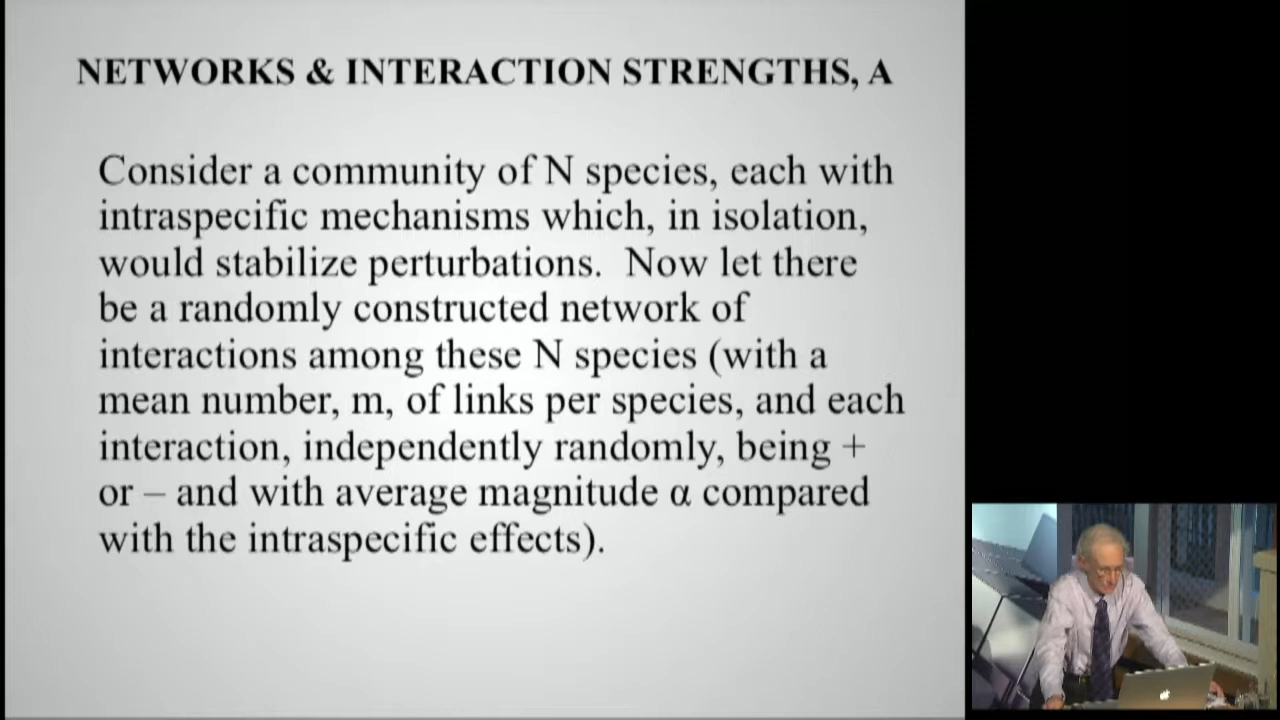 NETWORKS & INTERACTION STRENGTHS, A
Consider a community of N species, each with
intraspecific mechanisms which, in isolation,
would stabilize perturbations.  Now let there
be a randomly constructed network of
interactions among these N species (with a
mean number, m, of links per species, and each
interaction, independently randomly, being +
or – and with average magnitude α compared
with the intraspecific effects).